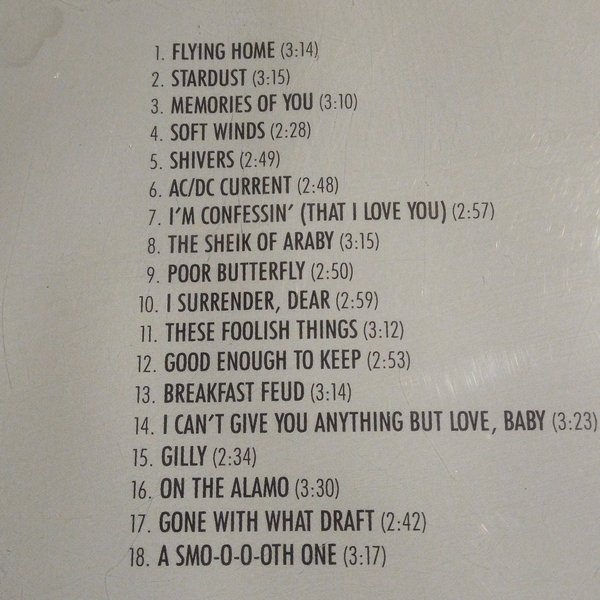 1. FLYING HOME (3:14)
2. STARDUST (3:15)
3. MEMORIES OF YOU (3:10)
4. SOFT WINDS (2:28)
5. SHIVERS (2:49)
6. AC/DC CURRENT (2:48)
7. I'M CONFESSIN' (THAT I LOVE YOU) (2:57)
8. THE SHEIK OF ARABY (3:15)
9. POOR BUTTERFLY (2:50)
10. I SURRENDER, DEAR (2:59)
11. THESE FOOLISH THINGS (3:12)
12. GOOD ENOUGH TO KEEP (2:53)
13. BREAKFAST FEUD (3:14)
14. I CAN'T GIVE YOU ANYTHING BUT LOVE, BABY (3:23)
15. GILLY (2:34)
16. ON THE ALAMO (3:30)
17. GONE WITH WHAT DRAFT (2:42)
18. A SMO-O-O-OTH ONE (3:17)